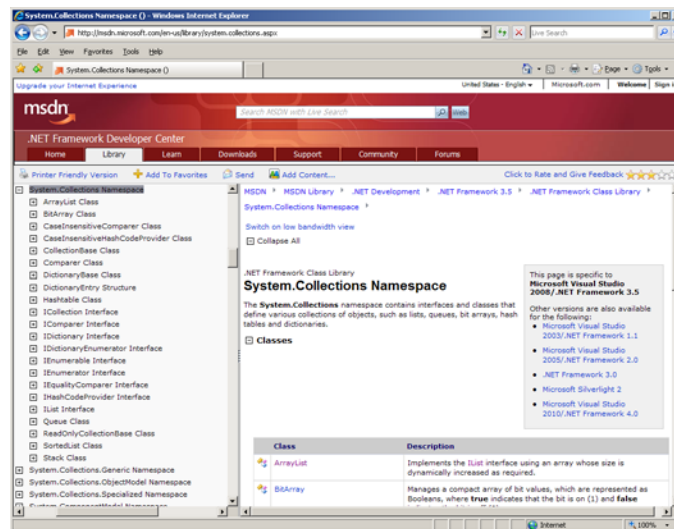 System.Collections Namespace () - Windows Internet Explorer
http://msdn.microsoft.com/en-us/library/system.collections.aspx
Live Search
File Edit View Favorites Tools Help
System.Collections Namespace ()
Page Tools
Upgrade your Internet Experience
United States - English Microsoft.com Welcome Sign
msdn
Search MSDN with Live Search
Web
.NET Framework Developer Center
Home Library Learn Downloads Support Community Forums
Printer Friendly Version Add To Favorites Send Add Content... Click to Rate and Give Feedback
System.Collections Namespace
ArrayList Class
BitArray Class
CaseInsensitiveComparer Class
CaseInsensitiveHashCodeProvider Class
CollectionBase Class
Comparer Class
DictionaryBase Class
DictionaryEntry Structure
Hashtable Class
ICollection Interface
IComparer Interface
IDictionary Interface
IDictionaryEnumerator Interface
IEnumerable Interface
IEnumerator Interface
IEqualityComparer Interface
IHashCodeProvider Interface
IList Interface
Queue Class
ReadOnlyCollectionBase Class
SortedList Class
Stack Class
System.Collections.Generic Namespace
System.Collections.ObjectModel Namespace
System.Collections.Specialized Namespace
System.ComponentModel Namespace
MSDN MSDN Library .NET Development .NET Framework 3.5 .NET Framework Class Library
System.Collections Namespace
Switch on low bandwidth view
Collapse All
.NET Framework Class Library
System.Collections Namespace
The System.Collections namespace contains interfaces and classes that
define various collections of objects, such as lists, queues, bit arrays, hash
tables and dictionaries.
Classes
This page is specific to
Microsoft Visual Studio
2008/.NET Framework 3.5
Other versions are also available
for the following:
Microsoft Visual Studio
2003/.NET Framework 1.1
Microsoft Visual Studio
2005/.NET Framework 2.0
.NET Framework 3.0
Microsoft Silverlight 2
Microsoft Visual Studio
2010/.NET Framework 4.0
Class Description
ArrayList Implements the IList interface using an array whose size is
dynamically increased as required.
BitArray Manages a compact array of bit values, which are represented as
Booleans, where true indicates that the bit is on (1) and false
Internet 100%